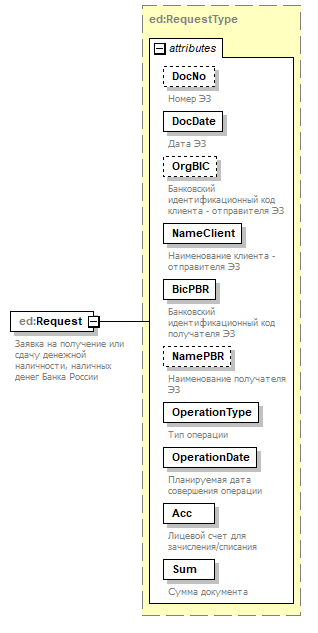 ed:RequestType
attributes
DocNo
Номер ЭЗ
DocDate
Дата ЭЗ
OrgBIC
Банковский
идентификационный код
клиента - отправителя ЭЗ
NameClient
Наименование клиента -
отправителя ЭЗ
BicPBR
Банковский
идентификационный код
получателя ЭЗ
ed:Request
Заявка на получение или
сдачу денежной
наличности, наличных
денег Банка России
NamePBR
Наименование получателя
ЭЗ
OperationType
Тип операции
OperationDate
Планируемая дата
совершения операции
Acc
Лицевой счет для
зачисления/списания
Sum
Сумма документа